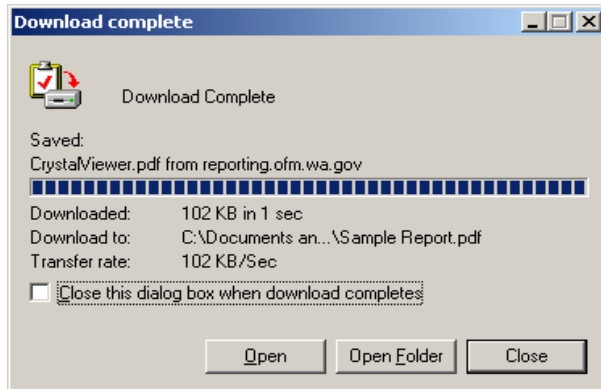 Download complete
Download Complete
Saved:
CrystalViewer.pdf from reporting.ofm.wa.gov
Downloaded: 102 KB in 1 sec
Download to: C:\Documents an...\Sample Report.pdf
Transfer rate: 102 KB/Sec
Close this dialog box when download completes
Open Open Folder Close